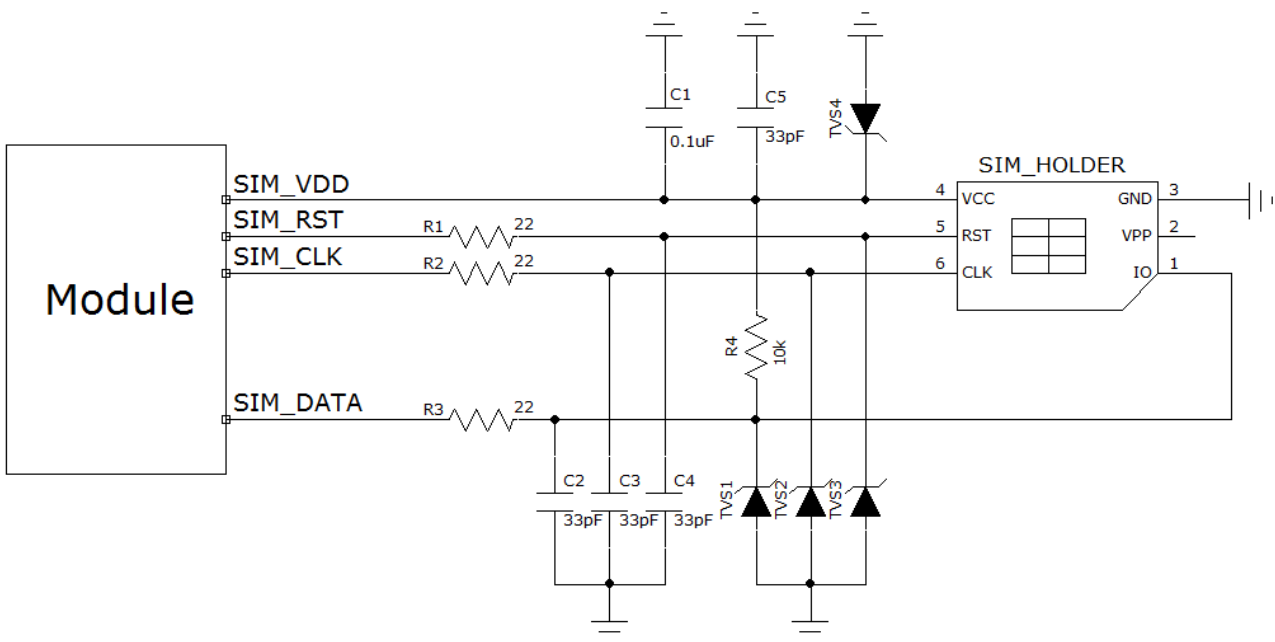 C1
0.1uF
C5
33pF
TVS4
SIM_HOLDER
SIM_VDD
4
VCC
GND
3
SIM_RST
R1
22
5
RST
VPP
2
SIM_CLK
R2
22
6
CLK
IO
1
Module
R4
10k
SIM_DATA
R3
22
C2
33pF
C3
33pF
C4
33pF
TVS1
TVS2
TVS3